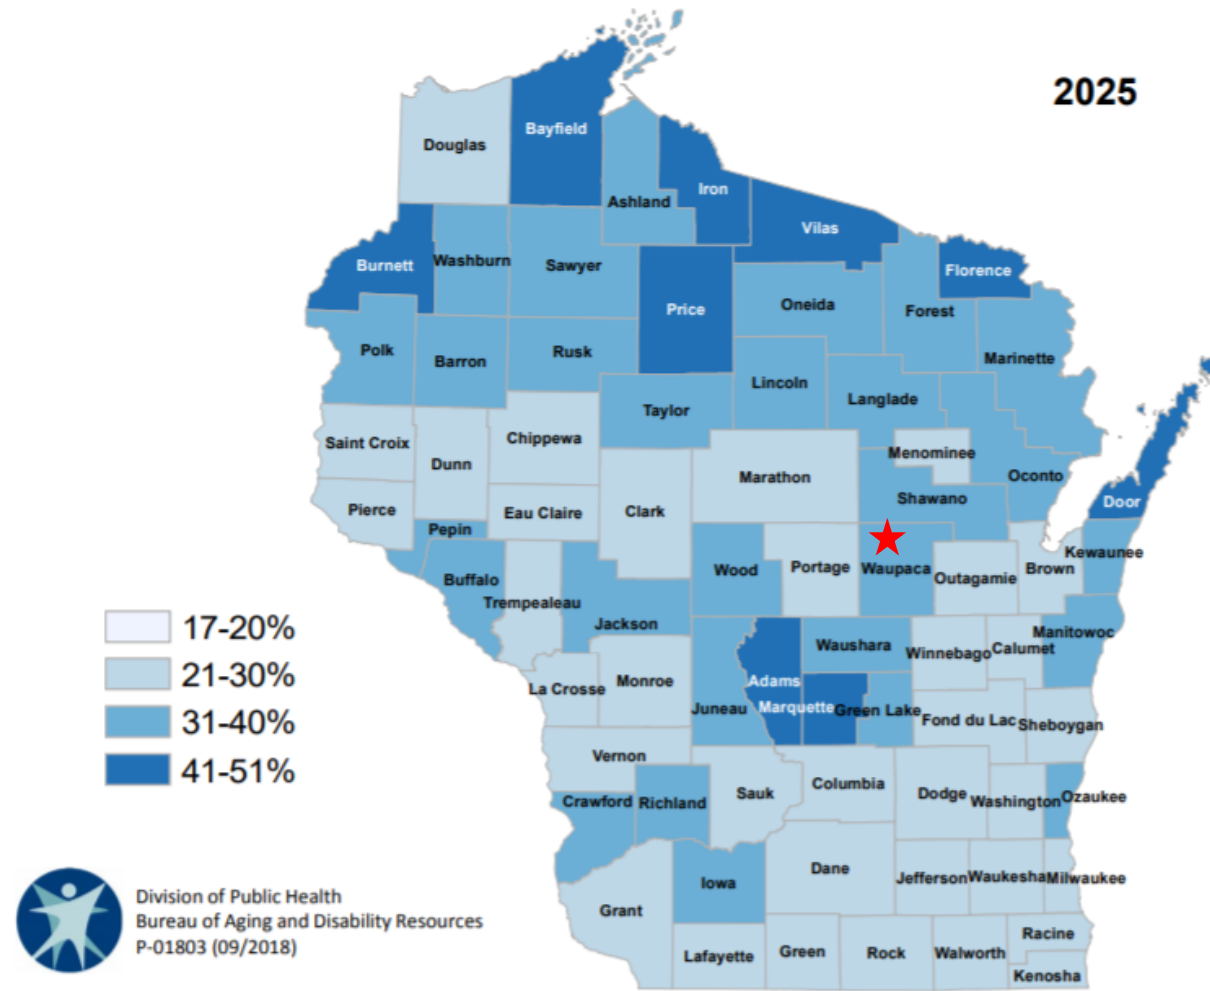 2025
Bayfield
Douglas
Iron
Ashland
Vilas
Washburn
Burnett
Sawyer
Florence
Oneida
Price
Forest
Polk
Rusk
Marinette
Barron
Lincoln
Langlade
Taylor
Chippewa
Saint Croix
Menominee
Dunn
Marathon
Oconto
Shawano
Door
Pierce
Eau Claire
Clark
Pepin
Kewaunee
Portage
Waupaca
Brown
Wood
Outagamie
Buffalo
Trempealeau
Jackson
Manitowoc
17-20%
Waushara
Calumet
Winnebago
21-30%
Adams
Monroe
La Crosse
Marquette
Juneau
Green Lake
Fond du Lac
Sheboygan
31-40%
Vernon
41-51%
Columbia
Sauk
Dodge
Ozaukee
Washington
Crawford
Richland
Dane
Jefferson
Waukesha
Milwaukee
Iowa
Division of Public Health
Grant
Bureau of Aging and Disability Resources
Racine
P-01803 (09/2018)
Green
Rock
Walworth
Lafayette
Kenosha